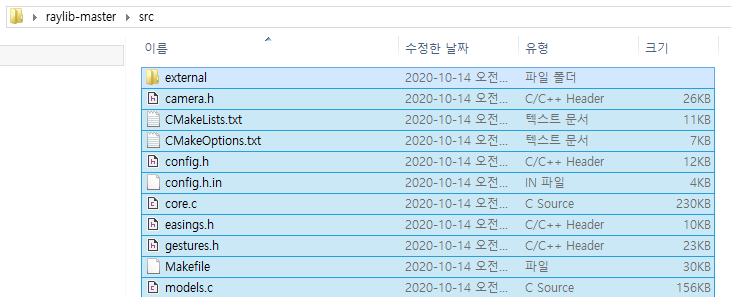 raylib-master src
이름 수정한 날짜 유형 크기
external 2020-10-14 오전... 파일 폴더
camera.h 2020-10-14 오전... C/C++ Header 26KB
CMakeLists.txt 2020-10-14 오전... 텍스트 문서 11KB
CMakeOptions.txt 2020-10-14 오전... 텍스트 문서 7KB
config.h 2020-10-14 오전... C/C++ Header 12KB
config.h.in 2020-10-14 오전... IN 파일 4KB
core.c 2020-10-14 오전... C Source 230KB
easings.h 2020-10-14 오전... C/C++ Header 10KB
gestures.h 2020-10-14 오전... C/C++ Header 23KB
Makefile 2020-10-14 오전... 파일 30KB
models.c 2020-10-14 오전... C Source 156KB